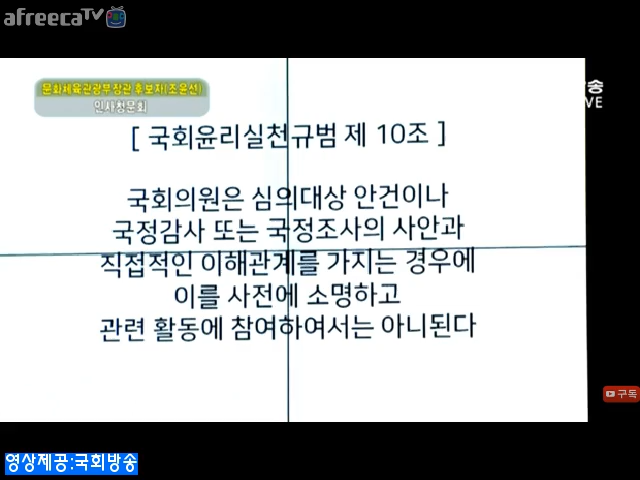 afreecaTV
문화체육관광부장관 후보자(조윤선)
인사청문회
송
VE
[ 국회윤리실천규범 제 10조 ]
국회의원은 심의대상 안건이나
국정감사 또는 국정조사의 사안과
직접적인 이해관계를 가지는 경우에
이를 사전에 소명하고
관련 활동에 참여하여서는 아니된다
구독
영상제공:국회방송